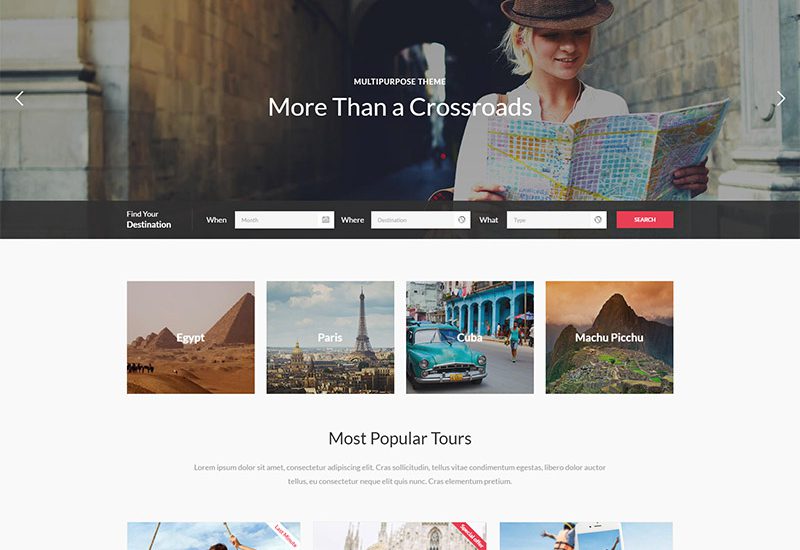 MULTIPURPOSE THEME
More Than a Crossroads
Find Your
Destination
When
Month
Where
Destination
What
Type
SEARCH
Egypt
Paris
Cuba
Machu Picchu
Most Popular Tours
Lorem ipsum dolor sit amet, consectetur adipiscing elit. Cras sollicitudin, tellus vitae condimentum egestas, libero dolor auctor
tellus, eu consectetur neque elit quis nunc. Cras elementum pretium.
Last Minute
Special offer